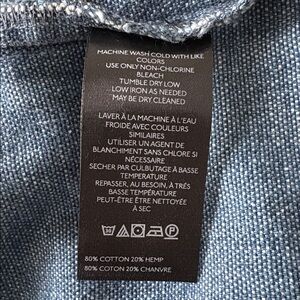 MACHINE WASH COLD WITH LIKE
COLORS
USE ONLY NON-CHLORINE
BLEACH
TUMBLE DRY LOW
LOW IRON AS NEEDED
MAY BE DRY CLEANED
LAVER À LA MACHINE À L'EAU
FROIDE AVEC COULEURS
SIMILAIRES
UTILISER UN AGENT DE
BLANCHIMENT SANS CHLORE SI
NÉCESSAIRE
SECHER PAR CULBUTAGE À BASSE
TEMPERATURE
REPASSER, AU BESOIN, À TRÈS
BASSE TEMPÉRATURE
PEUT-ÊTRE ÊTRE NETTOYÉE
À SEC
80% COTTON 20% HEMP
80% COTON 20% CHANVRE